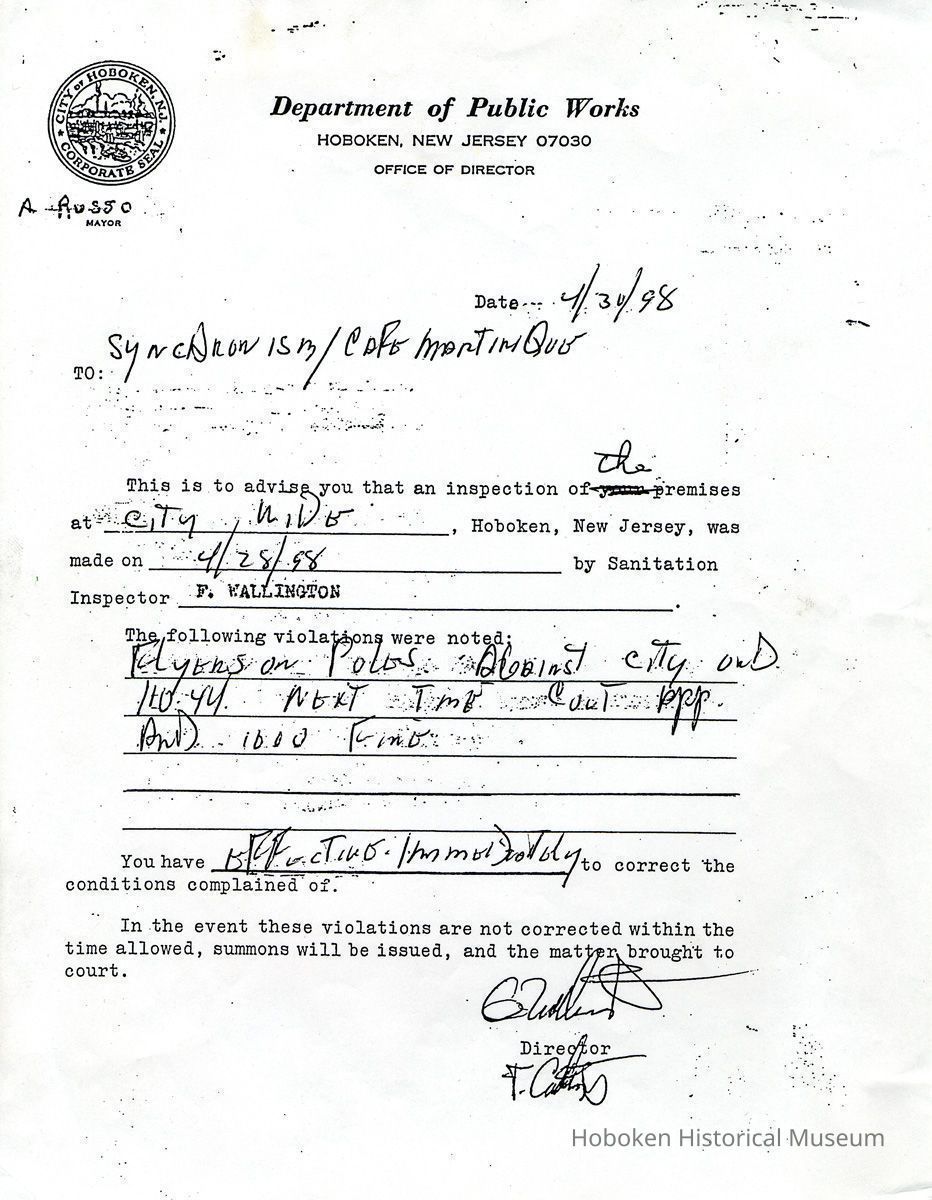 CITY OF HOBOKEN, N.J.
CORPORATE SEAL
Department of Public Works
HOBOKEN, NEW JERSEY 07030
OFFICE OF DIRECTOR
A Russo
MAYOR
Date 4/30/98
Synchronism/Cafe Martinique
TO:
the
This is to advise you that an inspection of your premises
at City Wide, Hoboken, New Jersey, was
made on 4/28/98 by Sanitation
Inspector F. WALLINGTON.
The following violations were noted:
Flyers on Poles Against City ord
110.44. Next Time Cout App.
And 1000 Fine
You have Effective Immediatdly to correct the
conditions complained of.
In the event these violations are not corrected within the
time allowed, summons will be issued, and the matter brought to
court.
Director
Hoboken Historical Museum